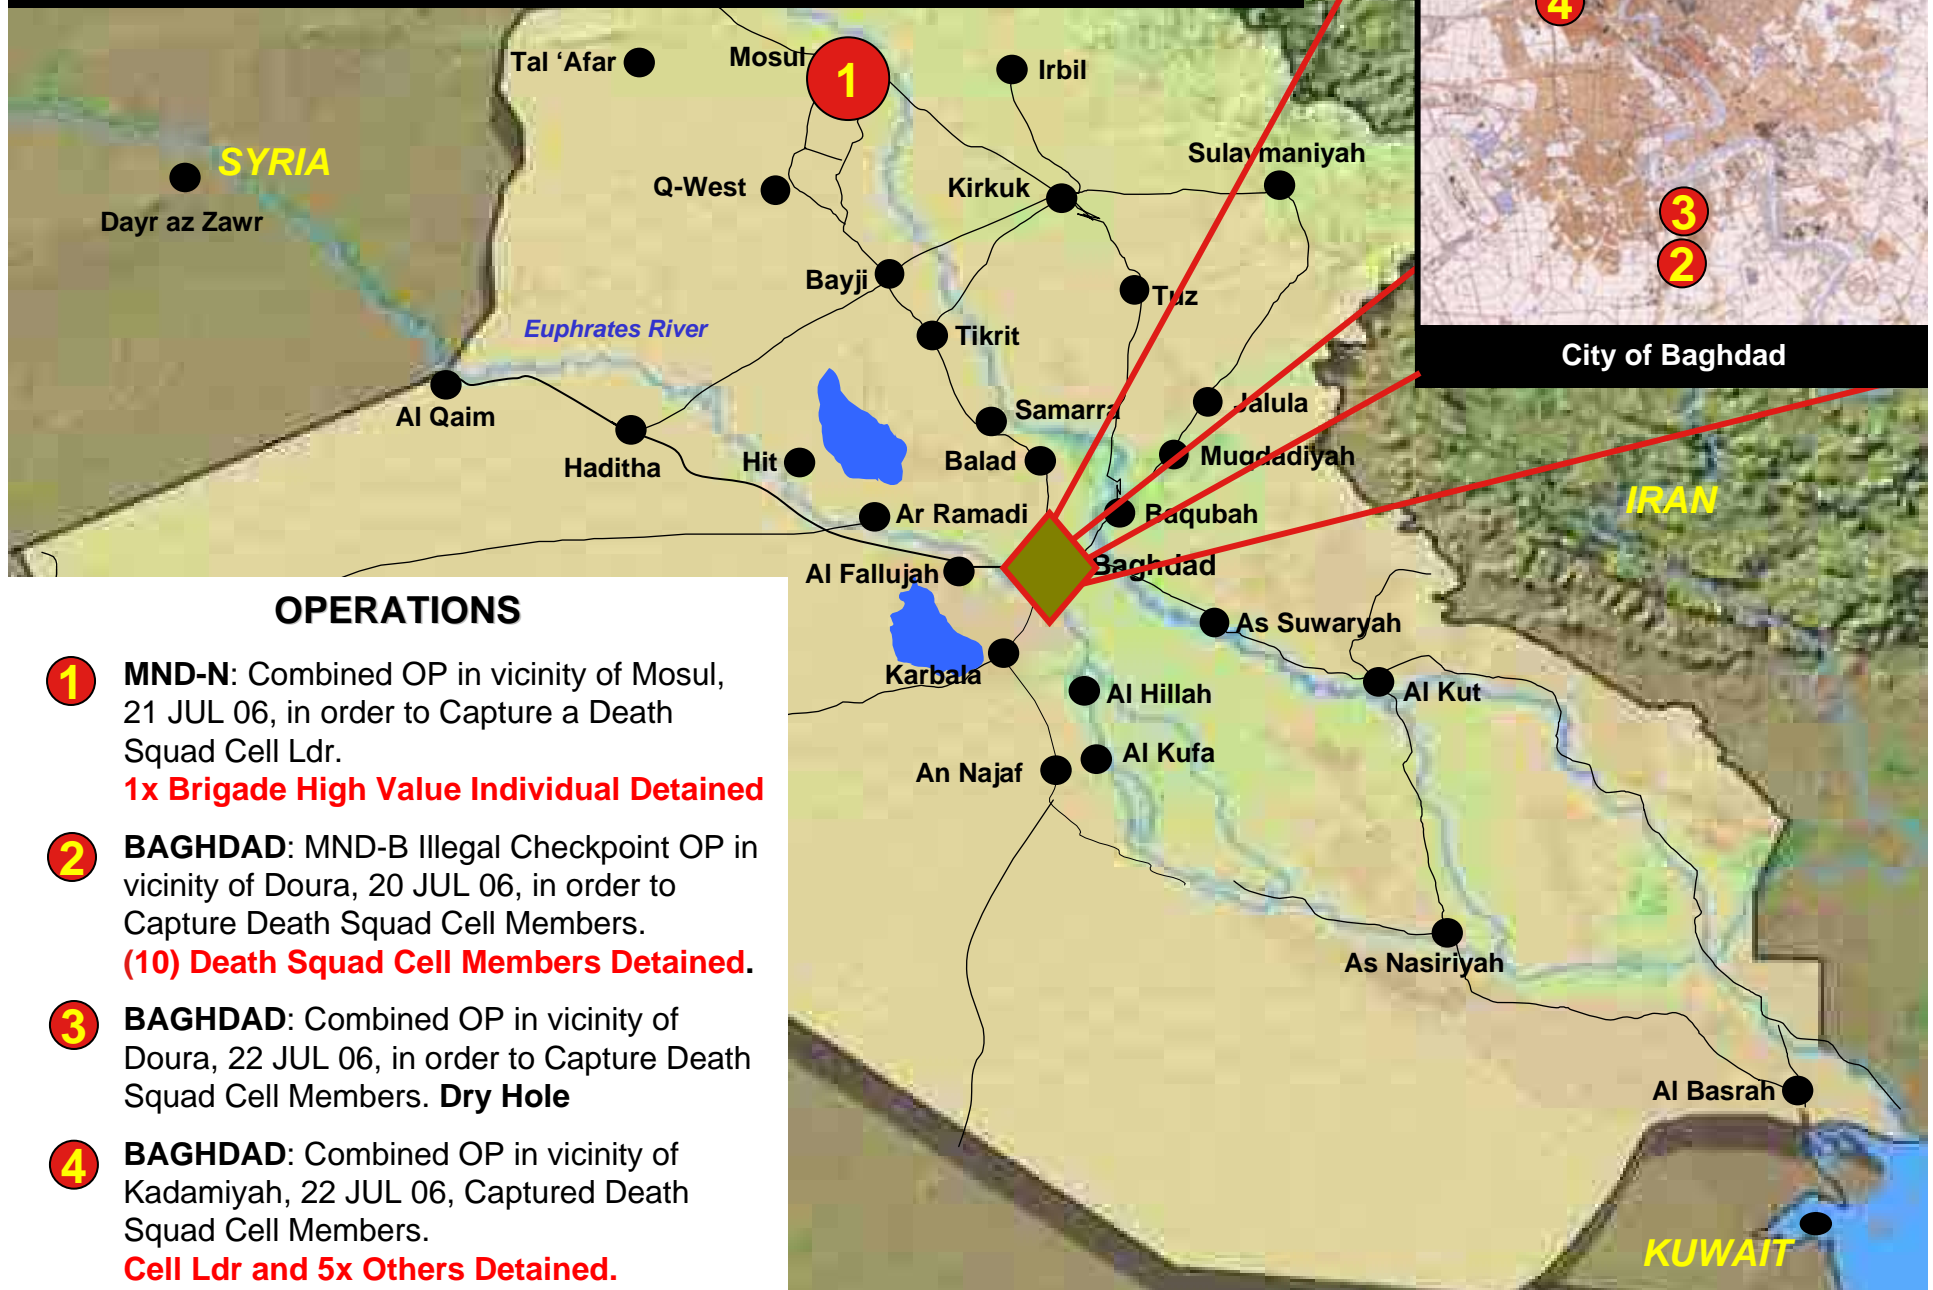 4
Tal ‘Afar
Mosul
1
Irbil
SYRIA
Sulaymaniyah
Q-West
Kirkuk
3
Dayr az Zawr
2
Bayji
Tuz
Euphrates River
Tikrit
City of Baghdad
Al Qaim
Samarra
Jalula
Haditha
Hit
Balad
Muqdadiyah
IRAN
Ar Ramadi
Baqubah
Al Fallujah
Baghdad
As Suwaryah
Karbala
Al Hillah
Al Kut
An Najaf
Al Kufa
As Nasiriyah
Al Basrah
KUWAIT
OPERATIONS
1 MND-N: Combined OP in vicinity of Mosul,
21 JUL 06, in order to Capture a Death
Squad Cell Ldr.
1x Brigade High Value Individual Detained
2 BAGHDAD: MND-B Illegal Checkpoint OP in
vicinity of Doura, 20 JUL 06, in order to
Capture Death Squad Cell Members.
(10) Death Squad Cell Members Detained.
3 BAGHDAD: Combined OP in vicinity of
Doura, 22 JUL 06, in order to Capture Death
Squad Cell Members. Dry Hole
4 BAGHDAD: Combined OP in vicinity of
Kadamiyah, 22 JUL 06, Captured Death
Squad Cell Members.
Cell Ldr and 5x Others Detained.